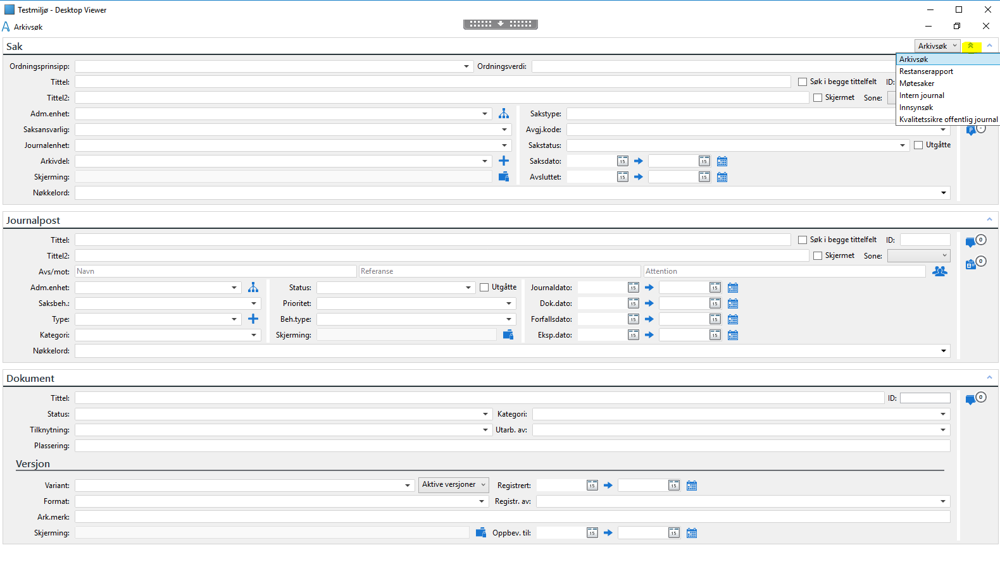 Testmiljø - Desktop Viewer
Arkivsøk
Sak Arkivsøk
Arkivsøk
Restanserapport
Møtesaker
Intern journal
Innsynsøk
Kvalitetssikre offentlig journal
Ordningsprinsipp: Ordningsverdi:
Tittel: Søk i begge tittelfelt ID:
Tittel2: Skjermet Sone:
Adm.enhet: Sakstype:
Saksansvarlig: Avgj.kode: P -
Journalenhet: Sakstatus: Utgåtte
Arkivdel: Saksdato: 15 15
Skjerming: Avsluttet: 15 15
Nøkkelord:
Journalpost
Tittel: Søk i begge tittelfelt ID: 0
Tittel2: Skjermet Sone: 0
Avs/mot: Navn Referanse Attention
Adm.enhet: Status: Utgåtte Journaldato: 15 15
Saksbeh.: Prioritet: Dok.dato: 15 15
Type: Beh.type: Forfallsdato: 15 15
Kategori: Skjerming: Eksp.dato: 15 15
Nøkkelord:
Dokument
Tittel: ID: 0
Status: Kategori:
Tilknytning: Utarb. av:
Plassering:
Versjon
Variant: Aktive versjoner Registrert: 15 15
Format: Registr. av:
Ark.merk:
Skjerming: Oppbev. til: 15 15